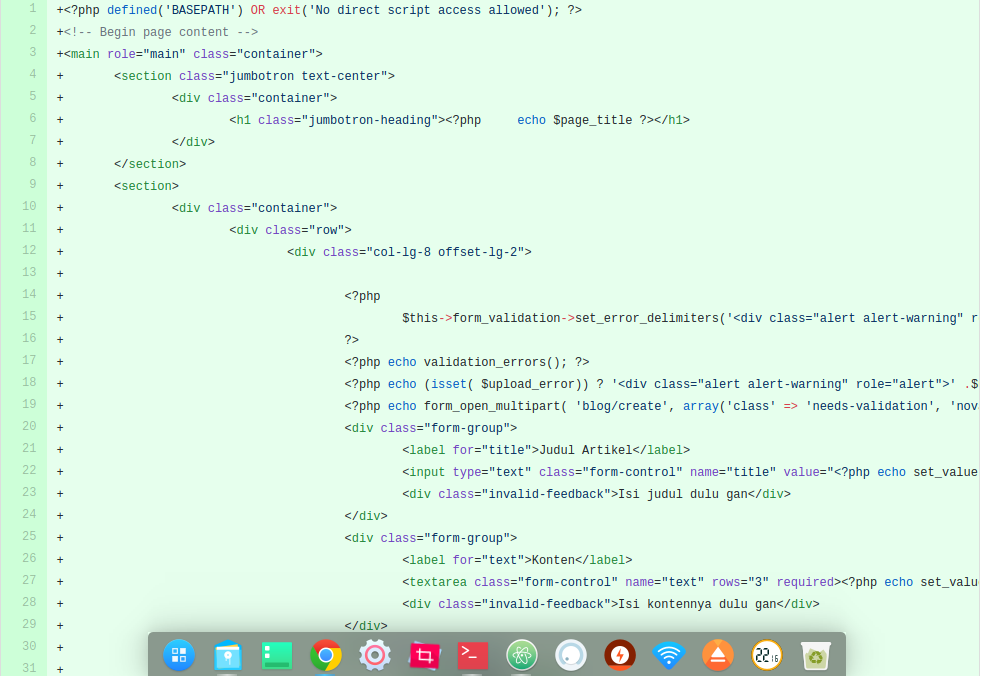 1 +<?php defined('BASEPATH') OR exit('No direct script access allowed'); ?>
2 +<!-- Begin page content -->
3 +<main role="main" class="container">
4 + <section class="jumbotron text-center">
5 + <div class="container">
6 + <h1 class="jumbotron-heading"><?php echo $page_title ?></h1>
7 + </div>
8 + </section>
9 + <section>
10 + <div class="container">
11 + <div class="row">
12 + <div class="col-lg-8 offset-lg-2">
13 +
14 + <?php
15 + $this->form_validation->set_error_delimiters('<div class="alert alert-warning" r
16 + ?>
17 + <?php echo validation_errors(); ?>
18 + <?php echo (isset( $upload_error)) ? '<div class="alert alert-warning" role="alert">' .$
19 + <?php echo form_open_multipart( 'blog/create', array('class' => 'needs-validation', 'nov
20 + <div class="form-group">
21 + <label for="title">Judul Artikel</label>
22 + <input type="text" class="form-control" name="title" value="<?php echo set_value
23 + <div class="invalid-feedback">Isi judul dulu gan</div>
24 + </div>
25 + <div class="form-group">
26 + <label for="text">Konten</label>
27 + <textarea class="form-control" name="text" rows="3" required><?php echo set_valu
28 + <div class="invalid-feedback">Isi kontennya dulu gan</div>
29 + </div>
30 +
31 +
22 16